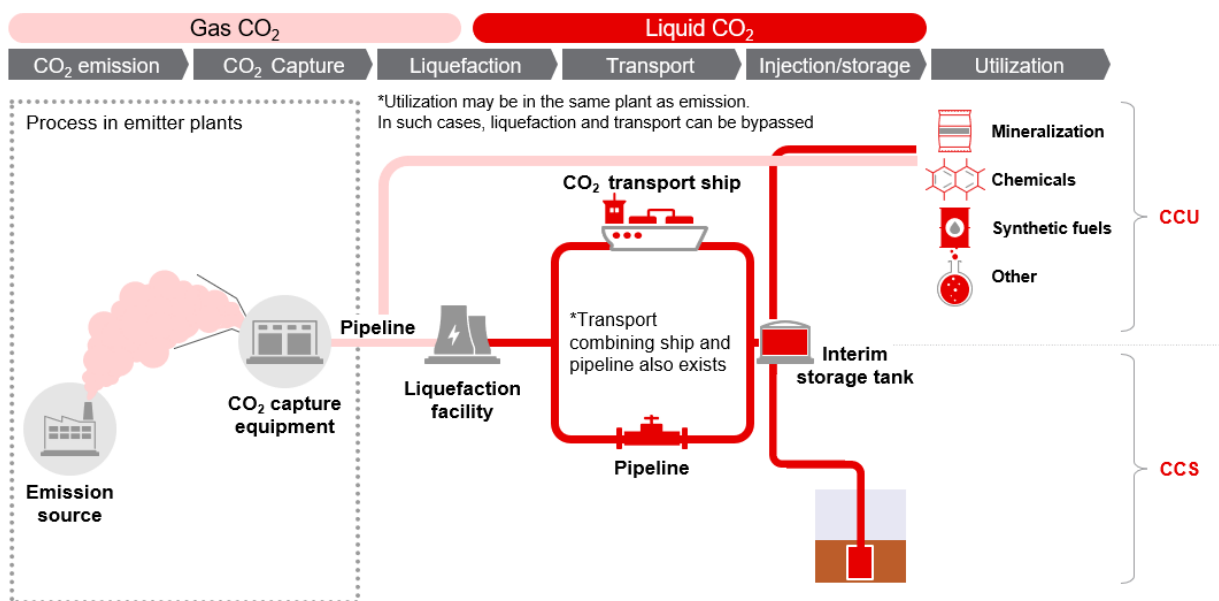 Gas CO₂
Liquid CO₂
CO₂ emission
CO₂ Capture
Liquefaction
Transport
Injection/storage
Utilization
Process in emitter plants
*Utilization may be in the same plant as emission.
In such cases, liquefaction and transport can be bypassed
Mineralization
Chemicals
Synthetic fuels
Other
CCU
CO₂ transport ship
Pipeline
*Transport
combining ship and
pipeline also exists
Interim
storage tank
Liquefaction
facility
CO₂ capture
equipment
Pipeline
Emission
source
CCS